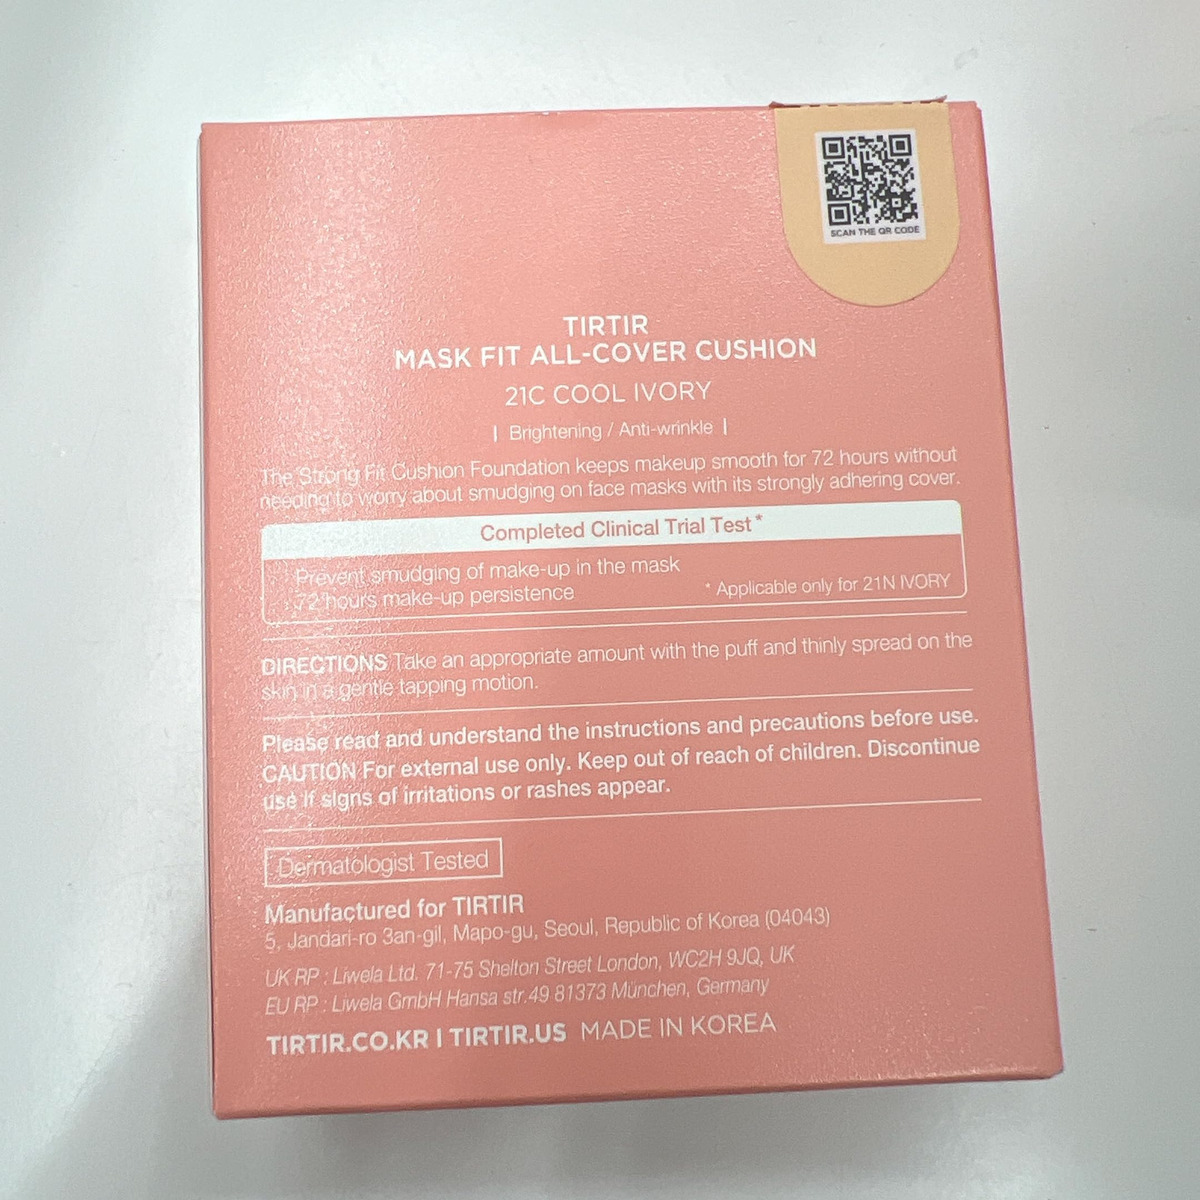 SCAN THE QR CODE
TIRTIR
MASK FIT ALL-COVER CUSHION
21C COOL IVORY
| Brightening / Anti-wrinkle |
The Strong Fit Cushion Foundation keeps makeup smooth for 72 hours without
needing to worry about smudging on face masks with its strongly adhering cover.
Completed Clinical Trial Test*
Prevent smudging of make-up in the mask
72 hours make-up persistence
* Applicable only for 21N IVORY
DIRECTIONS Take an appropriate amount with the puff and thinly spread on the
skin in a gentle tapping motion.
Please read and understand the instructions and precautions before use.
CAUTION For external use only. Keep out of reach of children. Discontinue
use if signs of irritations or rashes appear.
Dermatologist Tested
Manufactured for TIRTIR
5, Jandari-ro 3an-gil, Mapo-gu, Seoul, Republic of Korea (04043)
UK RP : Liwela Ltd. 71-75 Shelton Street London, WC2H 9JQ, UK
EU RP : Liwela GmbH Hansa str.49 81373 München, Germany
TIRTIR.CO.KR | TIRTIR.US MADE IN KOREA